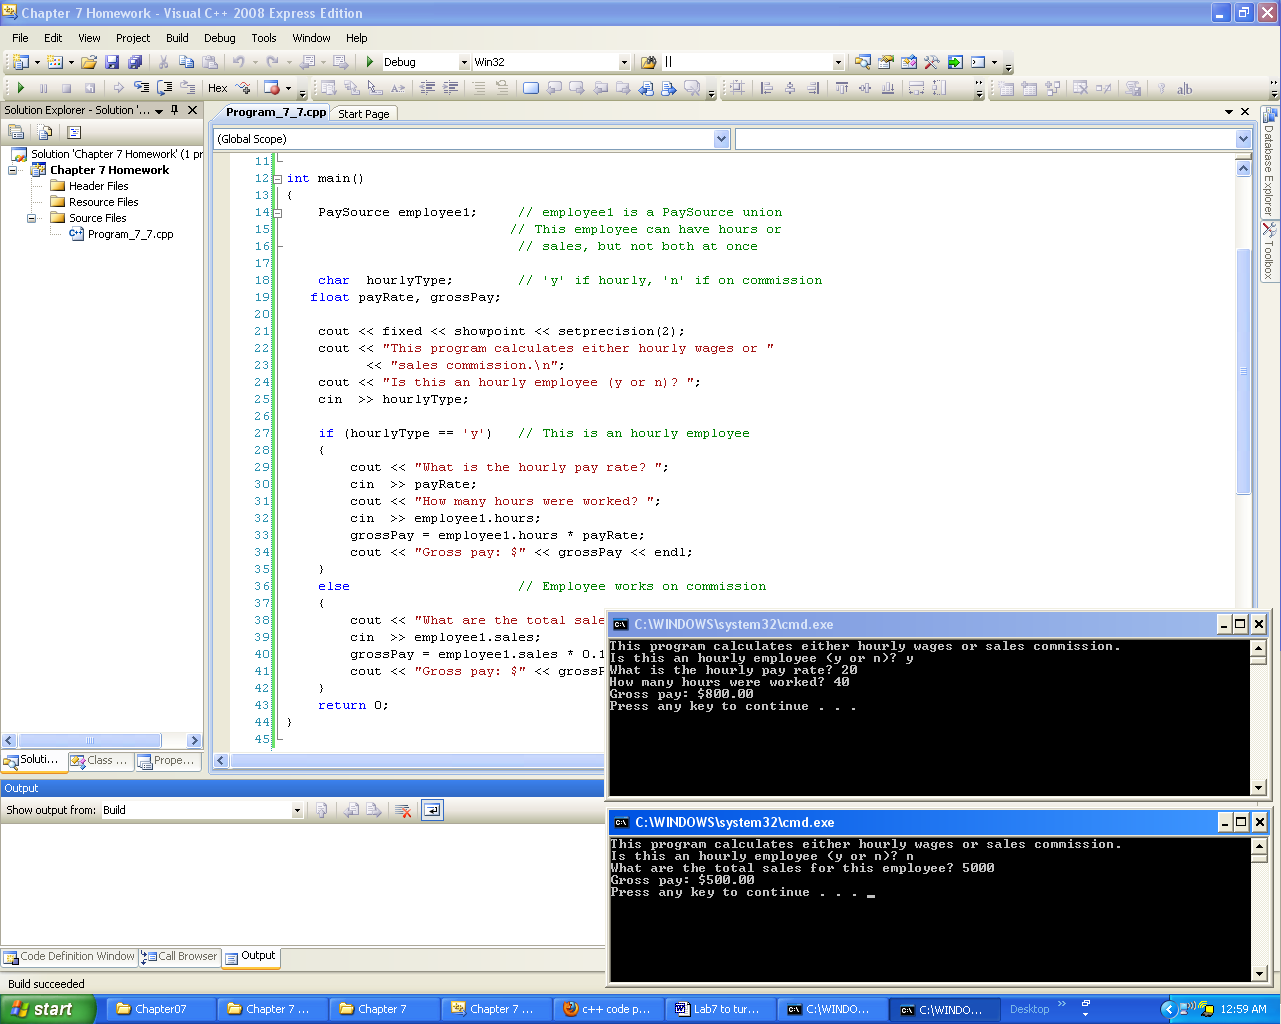 Chapter 7 Homework - Visual C++ 2008 Express Edition
File Edit View Project Build Debug Tools Window Help
Debug Win32 ||
Hex
Solution Explorer - Solution '...
Program_7_7.cpp Start Page
(Global Scope)
Solution 'Chapter 7 Homework' (1 pr
Chapter 7 Homework
Header Files
Resource Files
Source Files
Program_7_7.cpp
Database Explorer
Toolbox
11
12 int main()
13 {
14 PaySource employee1; // employee1 is a PaySource union
15 // This employee can have hours or
16 // sales, but not both at once
17
18 char hourlyType; // 'y' if hourly, 'n' if on commission
19 float payRate, grossPay;
20
21 cout << fixed << showpoint << setprecision(2);
22 cout << "This program calculates either hourly wages or "
23 << "sales commission.\n";
24 cout << "Is this an hourly employee (y or n)? ";
25 cin >> hourlyType;
26
27 if (hourlyType == 'y') // This is an hourly employee
28 {
29 cout << "What is the hourly pay rate? ";
30 cin >> payRate;
31 cout << "How many hours were worked? ";
32 cin >> employee1.hours;
33 grossPay = employee1.hours * payRate;
34 cout << "Gross pay: $" << grossPay << endl;
35 }
36 else // Employee works on commission
37 {
38 cout << "What are the total sale
39 cin >> employee1.sales;
40 grossPay = employee1.sales * 0.1
41 cout << "Gross pay: $" << grossP
42 }
43 return 0;
44 }
45
Soluti... Class ... Prope...
Output
Show output from: Build
Code Definition Window Call Browser Output
Build succeeded
C:\WINDOWS\system32\cmd.exe
This program calculates either hourly wages or sales commission.
Is this an hourly employee (y or n)? y
What is the hourly pay rate? 20
How many hours were worked? 40
Gross pay: $800.00
Press any key to continue . . .
C:\WINDOWS\system32\cmd.exe
This program calculates either hourly wages or sales commission.
Is this an hourly employee (y or n)? n
What are the total sales for this employee? 5000
Gross pay: $500.00
Press any key to continue . . . _
start Chapter07 Chapter 7 ... Chapter 7 Chapter 7 ... c++ code p... Lab7 to tur... C:\WINDO... C:\WINDO... Desktop 12:59 AM